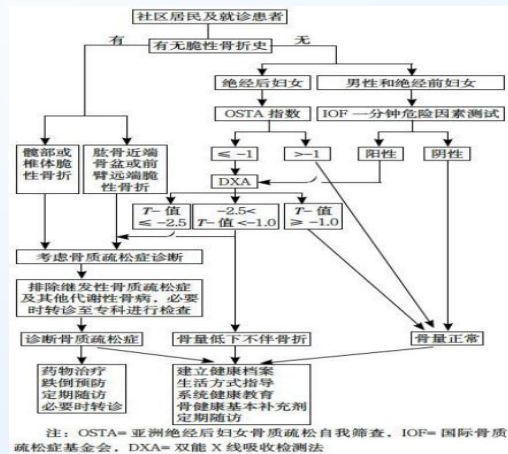 社区居民及就诊患者
有 有无脆性骨折史 无
绝经后妇女 男性和绝经前妇女
OSTA 指数 IOF 一分钟危险因素测试
髋部或
椎体脆
性骨折
肱骨近端
骨盆或前
臂远端脆
性骨折
≤ -1 >-1 阳性 阴性
DXA
T- 值
≤ -2.5
-2.5<
T- 值 <-1.0
T- 值
≥ -1.0
考虑骨质疏松症诊断
排除继发性骨质疏松症
及其他代谢性骨病，必要
时转诊至专科进行检查
诊断骨质疏松症 骨量低下不伴骨折 骨量正常
药物治疗
跌倒预防
定期随访
必要时转诊
建立健康档案
生活方式指导
系统健康教育
骨健康基本补充剂
定期随访
注：OSTA= 亚洲绝经后妇女骨质疏松自我筛查，IOF= 国际骨质
疏松症基金会，DXA= 双能 X 线吸收检测法